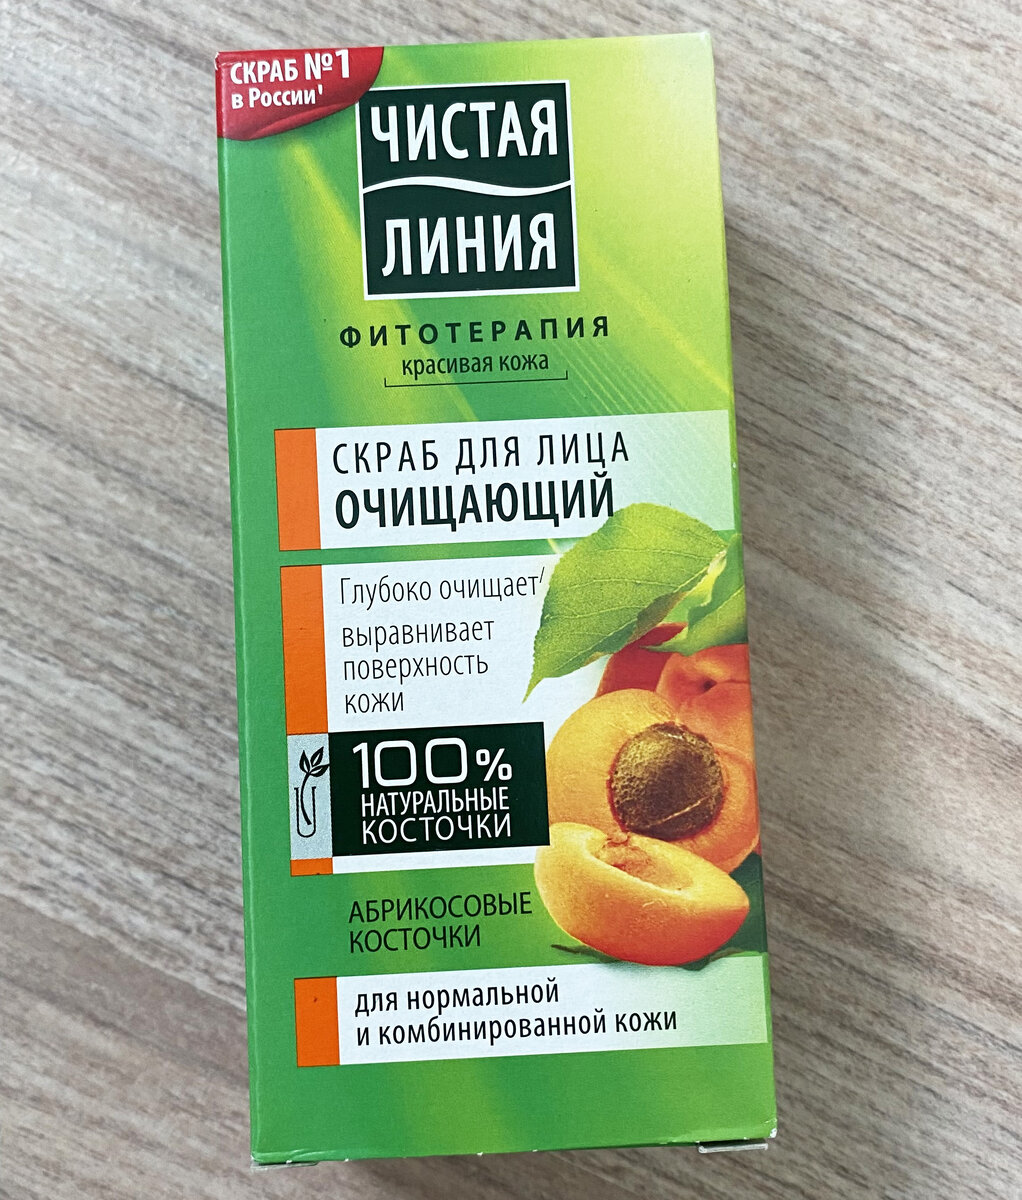 СКРАБ №1
в России¹
ЧИСТАЯ
ЛИНИЯ
ФИТОТЕРАПИЯ
красивая кожа
СКРАБ ДЛЯ ЛИЦА
ОЧИЩАЮЩИЙ
Глубоко очищает/
выравнивает
поверхность
кожи
100%
НАТУРАЛЬНЫЕ
КОСТОЧКИ
АБРИКОСОВЫЕ
КОСТОЧКИ
для нормальной
и комбинированной кожи